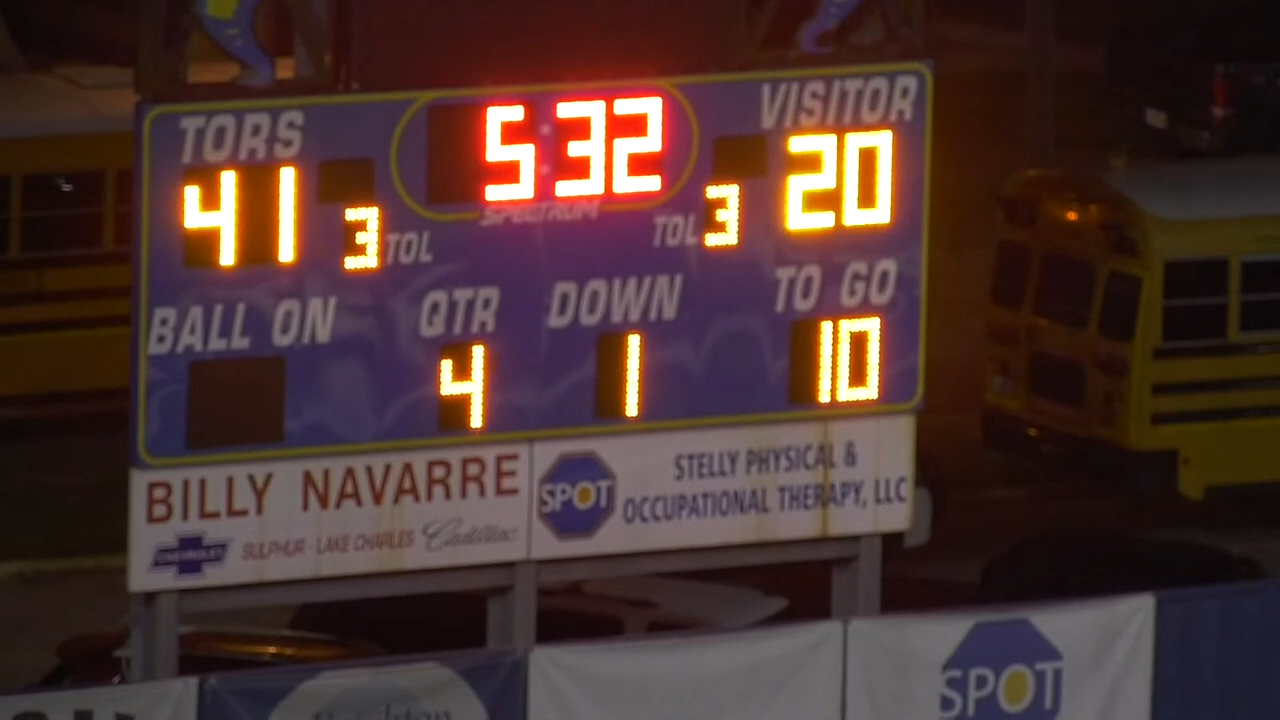 TORS 5:32 VISITOR
41 3 TOL SPECTRUM TOL 3 20
BALL ON QTR DOWN TO GO
4 1 10
BILLY NAVARRE
CHEVROLET SULPHUR - LAKE CHARLES Cadillac
SPOT STELLY PHYSICAL &
OCCUPATIONAL THERAPY, LLC
SPOT